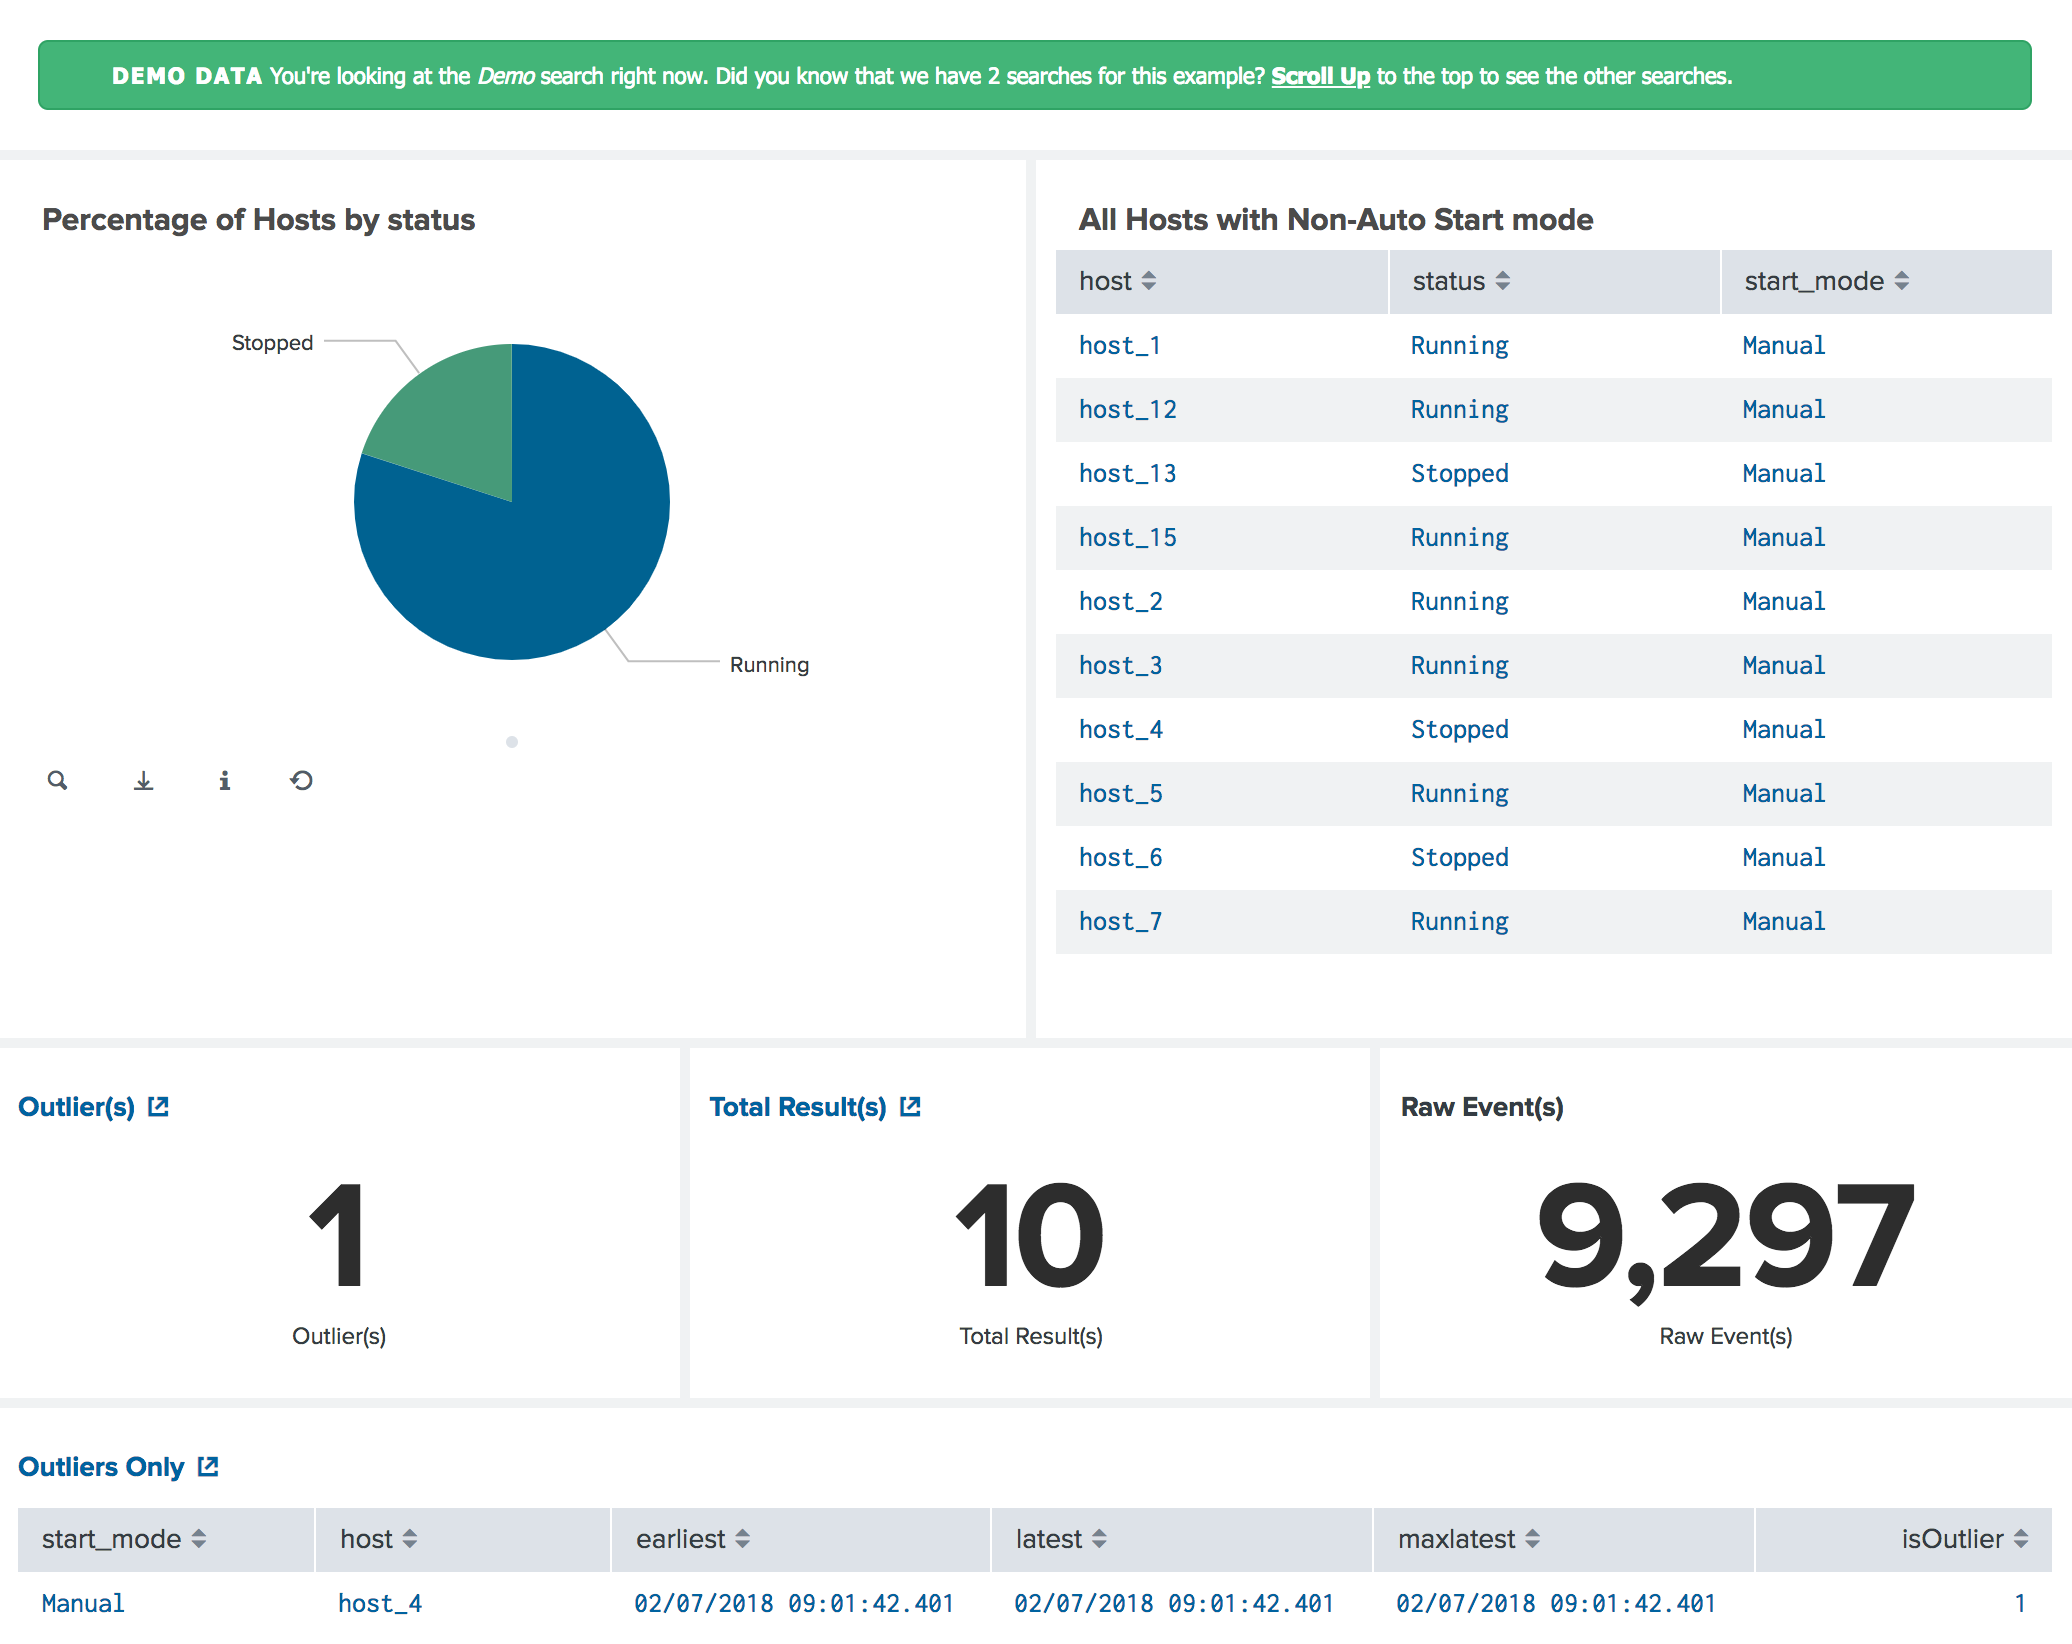 DEMO DATA You're looking at the Demo search right now. Did you know that we have 2 searches for this example? Scroll Up to the top to see the other searches.
Percentage of Hosts by status
Stopped
Running
All Hosts with Non-Auto Start mode
host status start_mode
host_1 Running Manual
host_12 Running Manual
host_13 Stopped Manual
host_15 Running Manual
host_2 Running Manual
host_3 Running Manual
host_4 Stopped Manual
host_5 Running Manual
host_6 Stopped Manual
host_7 Running Manual
Outlier(s)
1
Outlier(s)
Total Result(s)
10
Total Result(s)
Raw Event(s)
9,297
Raw Event(s)
Outliers Only
start_mode host earliest latest maxlatest isOutlier
Manual host_4 02/07/2018 09:01:42.401 02/07/2018 09:01:42.401 02/07/2018 09:01:42.401 1